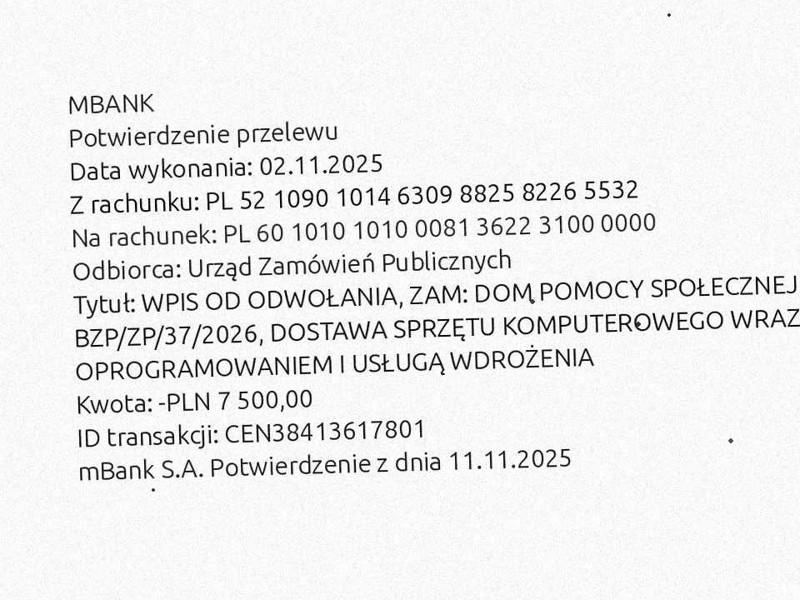 MBANK
Potwierdzenie przelewu
Data wykonania: 02.11.2025
Z rachunku: PL 52 1090 1014 6309 8825 8226 5532
Na rachunek: PL 60 1010 1010 0081 3622 3100 0000
Odbiorca: Urząd Zamówień Publicznych
Tytuł: WPIS OD ODWOŁANIA, ZAM: DOM POMOCY SPOŁECZNEJ
BZP/ZP/37/2026, DOSTAWA SPRZĘTU KOMPUTEROWEGO WRAZ
OPROGRAMOWANIEM I USŁUGĄ WDROŻENIA
Kwota: -PLN 7 500,00
ID transakcji: CEN38413617801
mBank S.A. Potwierdzenie z dnia 11.11.2025